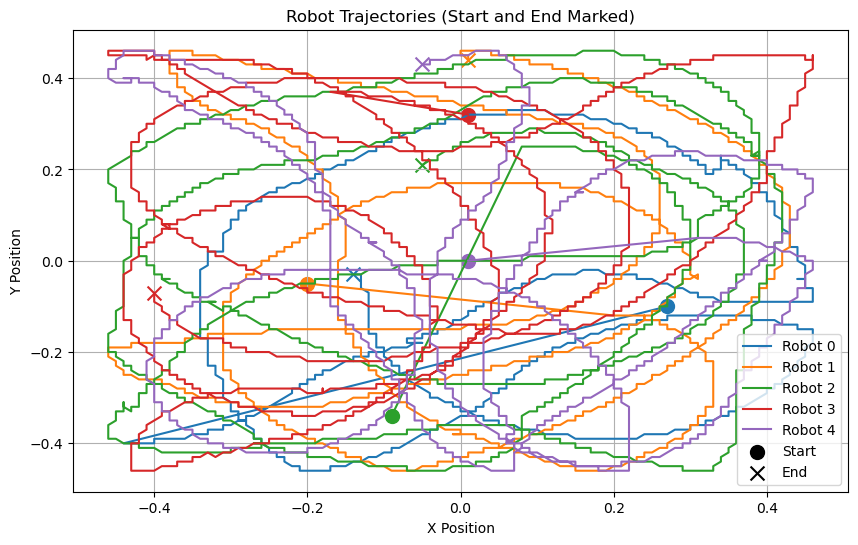 Robot Trajectories (Start and End Marked)
Y Position
0.4
0.2
0.0
−0.2
−0.4
−0.4
−0.2
0.0
0.2
0.4
X Position
Robot 0
Robot 1
Robot 2
Robot 3
Robot 4
Start
End